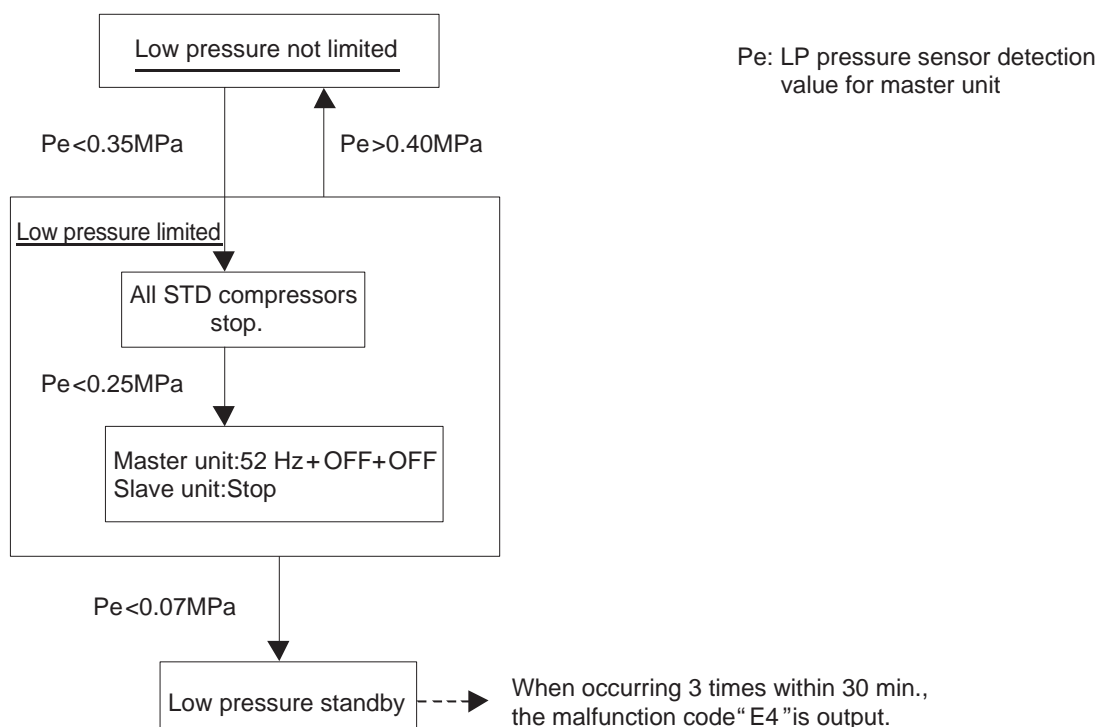 Low pressure not limited
Pe: LP pressure sensor detection
value for master unit
Pe<0.35MPa
Pe>0.40MPa
Low pressure limited
All STD compressors
stop.
Pe<0.25MPa
Master unit:52 Hz+OFF+OFF
Slave unit:Stop
Pe<0.07MPa
Low pressure standby
When occurring 3 times within 30 min.,
the malfunction code“E4”is output.